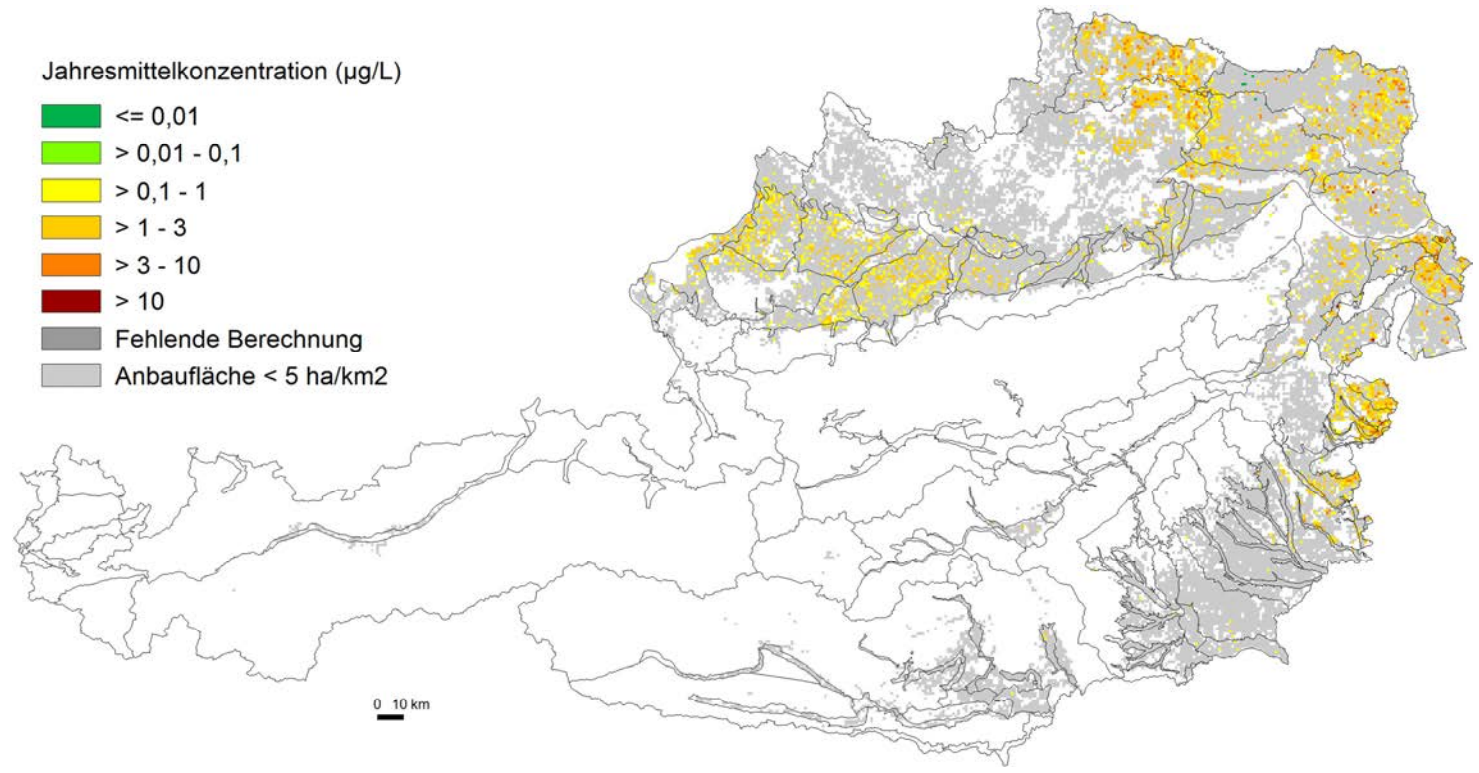 Jahresmittelkonzentration (µg/L)
<= 0,01
> 0,01 - 0,1
> 0,1 - 1
> 1 - 3
> 3 - 10
> 10
Fehlende Berechnung
Anbaufläche < 5 ha/km2
0 10 km